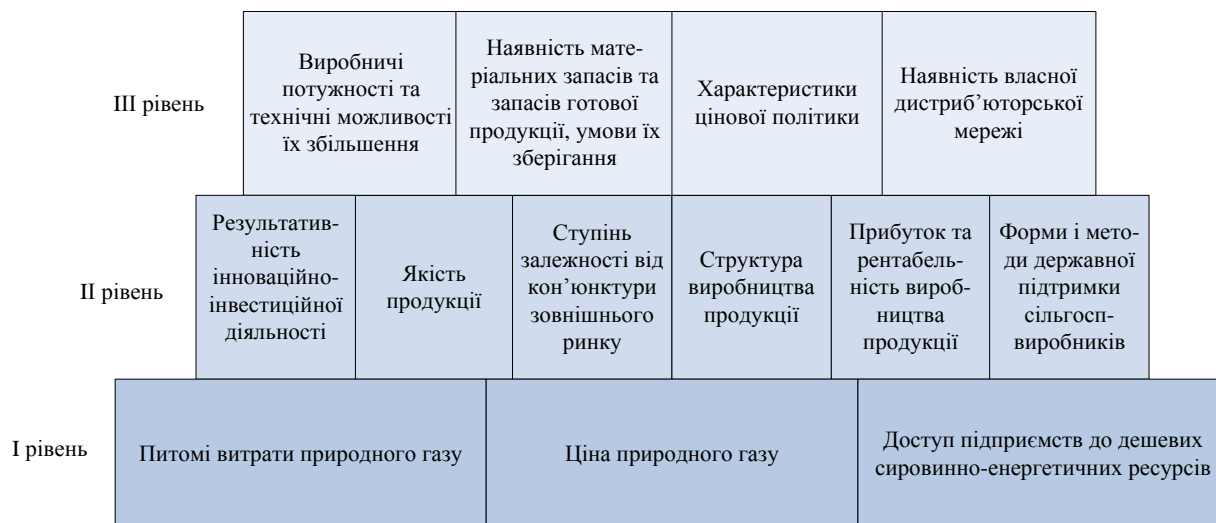 III рівень
Виробничі
потужності та
технічні можливості
їх збільшення
Наявність мате-
ріальних запасів та
запасів готової
продукції, умови їх
зберігання
Характеристики
цінової політики
Наявність власної
дистриб’юторської
мережі
II рівень
Результатив-
ність
інноваційно-
інвестиційної
діяльності
Якість
продукції
Ступінь
залежності від
кон’юнктури
зовнішнього
ринку
Структура
виробництва
продукції
Прибуток та
рентабель-
ність вироб-
ництва
продукції
Форми і мето-
ди державної
підтримки
сільгосп-
виробників
I рівень
Питомі витрати природного газу
Ціна природного газу
Доступ підприємств до дешевих
сировинно-енергетичних ресурсів